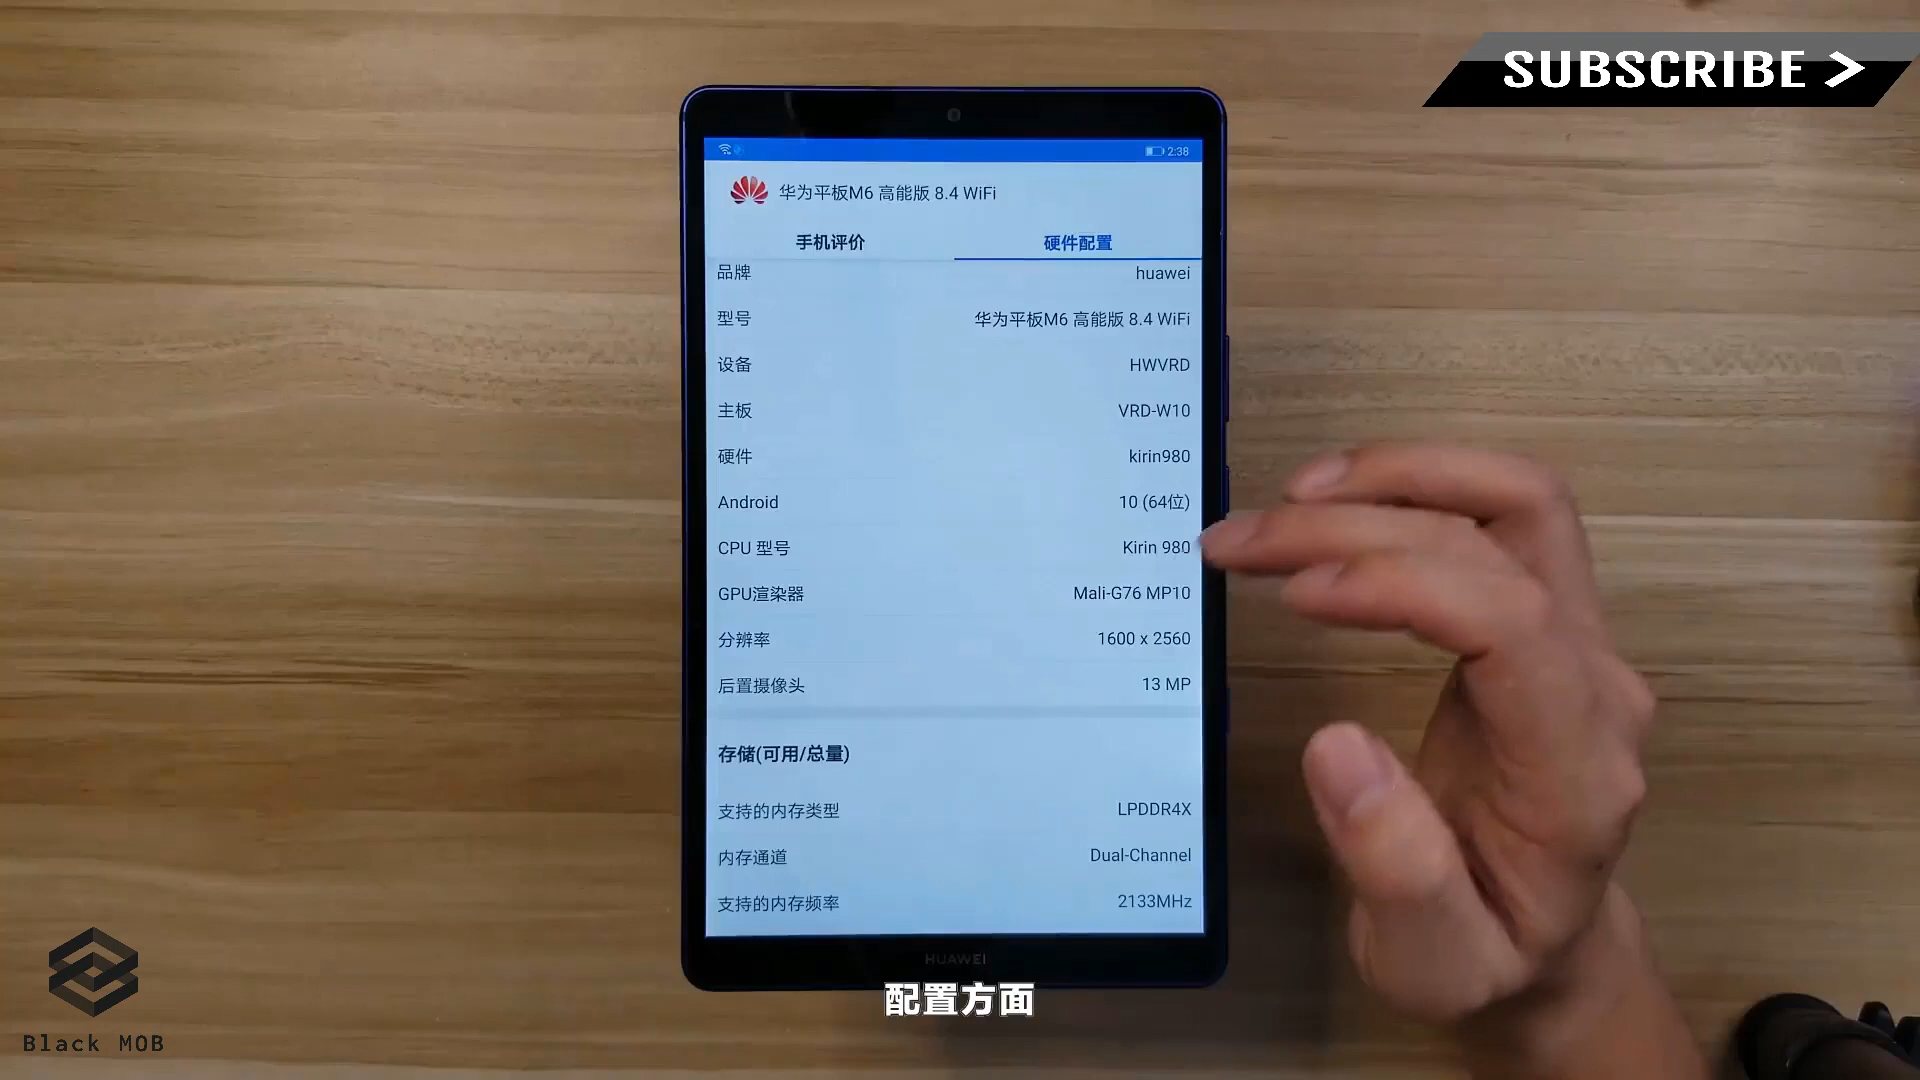 SUBSCRIBE >
2:38
华为平板M6 高能版 8.4 WiFi
手机评价 硬件配置
品牌 huawei
型号 华为平板M6 高能版 8.4 WiFi
设备 HWVRD
主板 VRD-W10
硬件 kirin980
Android 10 (64位)
CPU 型号 Kirin 980
GPU渲染器 Mali-G76 MP10
分辨率 1600 x 2560
后置摄像头 13 MP
存储(可用/总量)
支持的内存类型 LPDDR4X
内存通道 Dual-Channel
支持的内存频率 2133MHz
HUAWEI
配置方面
Black MOB